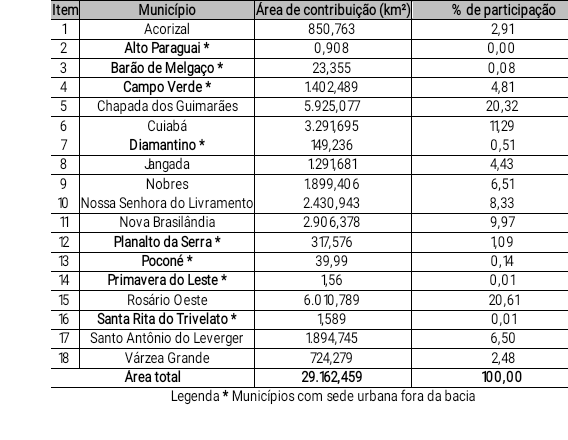 Item Município Área de contribuição (km²) % de participação
1 Acorizal 850,763 2,91
2 Alto Paraguai * 0,908 0,00
3 Barão de Melgaço * 23,355 0,08
4 Campo Verde * 1.402,489 4,81
5 Chapada dos Guimarães 5.925,077 20,32
6 Cuiabá 3.291,695 11,29
7 Diamantino * 149,236 0,51
8 Jangada 1.291,681 4,43
9 Nobres 1.899,406 6,51
10 Nossa Senhora do Livramento 2.430,943 8,33
11 Nova Brasilândia 2.906,378 9,97
12 Planalto da Serra * 317,576 1,09
13 Poconé * 39,99 0,14
14 Primavera do Leste * 1,56 0,01
15 Rosário Oeste 6.010,789 20,61
16 Santa Rita do Trivelato * 1,589 0,01
17 Santo Antônio do Leverger 1.894,745 6,50
18 Várzea Grande 724,279 2,48
Área total 29.162,459 100,00
Legenda * Municípios com sede urbana fora da bacia